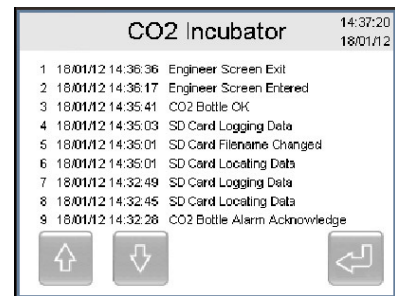 CO2 Incubator
14:37:20
18/01/12
1 18/01/12 14:36:36 Engineer Screen Exit
2 18/01/12 14:36:17 Engineer Screen Entered
3 18/01/12 14:35:41 CO2 Bottle OK
4 18/01/12 14:35:03 SD Card Logging Data
5 18/01/12 14:35:01 SD Card Filename Changed
6 18/01/12 14:35:01 SD Card Locating Data
7 18/01/12 14:32:49 SD Card Logging Data
8 18/01/12 14:32:45 SD Card Locating Data
9 18/01/12 14:32:28 CO2 Bottle Alarm Acknowledge